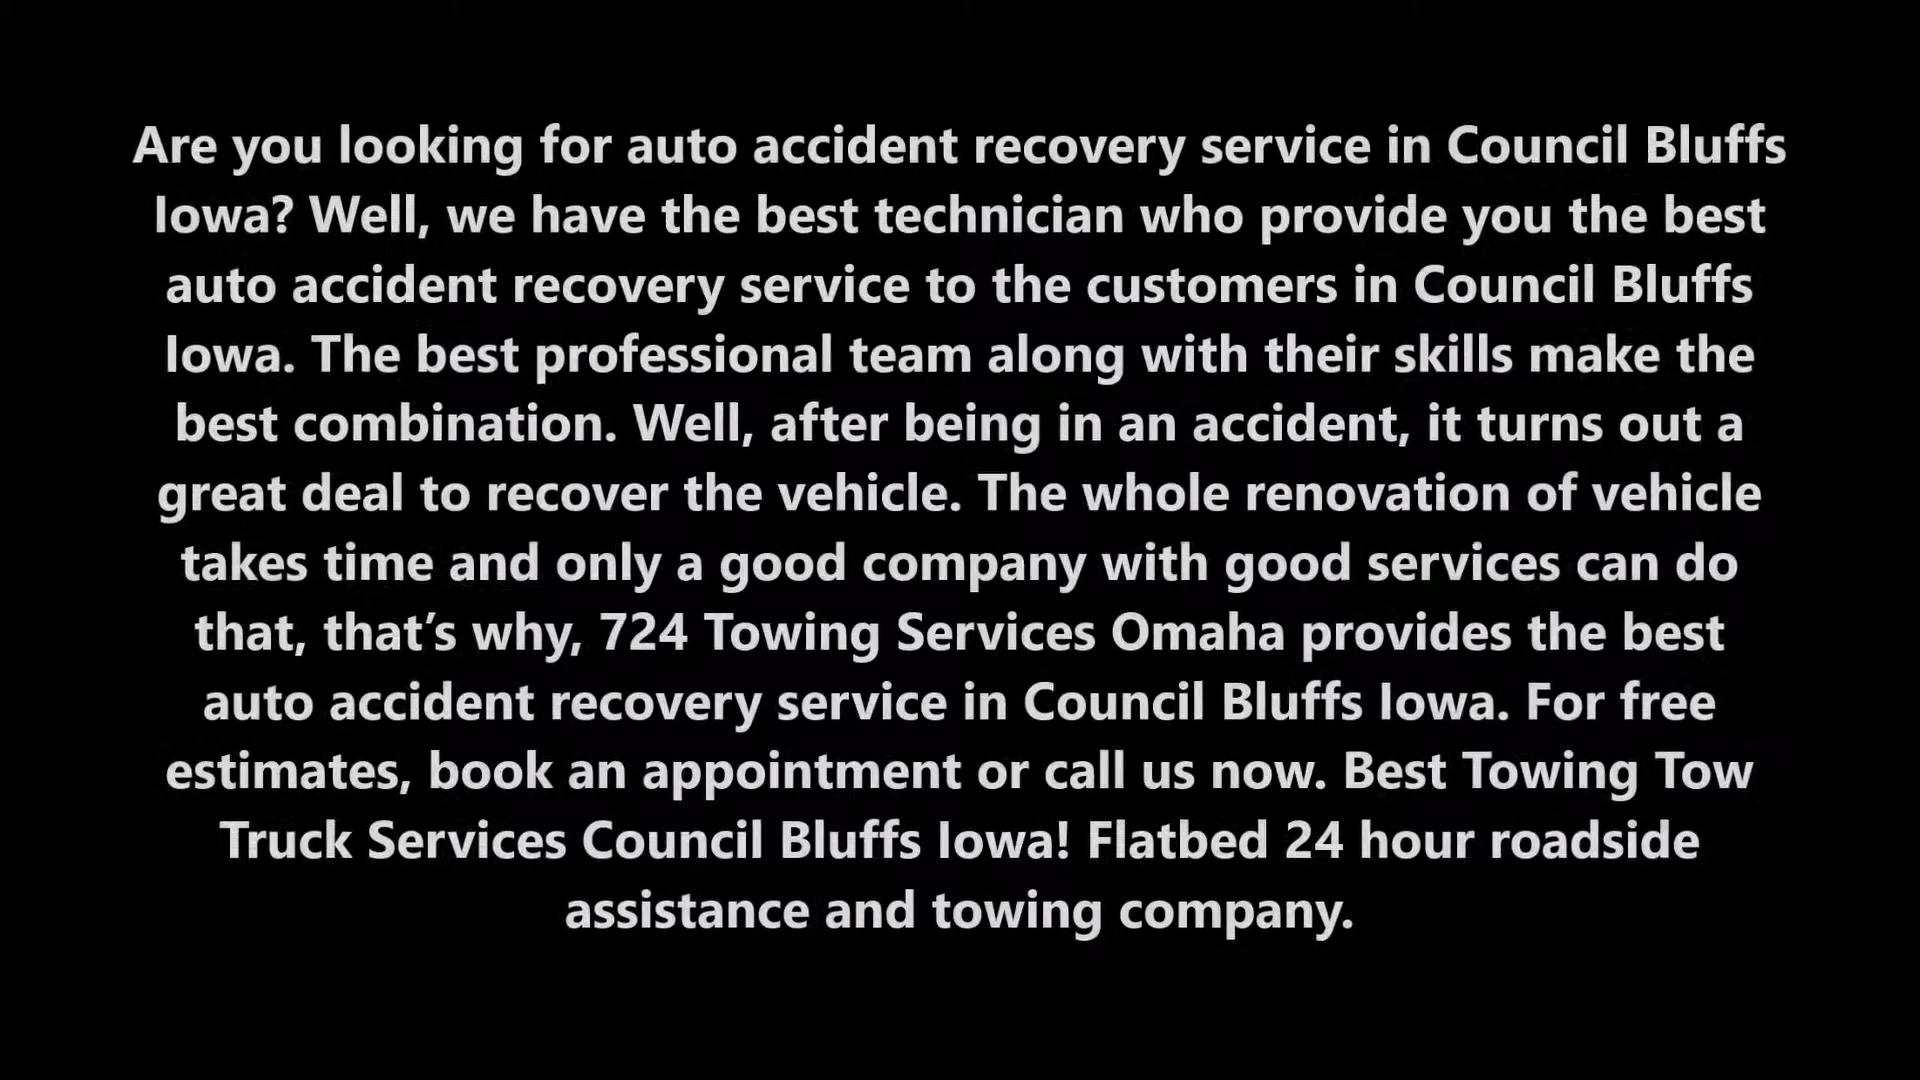 Are you looking for auto accident recovery service in Council Bluffs
Iowa? Well, we have the best technician who provide you the best
auto accident recovery service to the customers in Council Bluffs
Iowa. The best professional team along with their skills make the
best combination. Well, after being in an accident, it turns out a
great deal to recover the vehicle. The whole renovation of vehicle
takes time and only a good company with good services can do
that, that’s why, 724 Towing Services Omaha provides the best
auto accident recovery service in Council Bluffs Iowa. For free
estimates, book an appointment or call us now. Best Towing Tow
Truck Services Council Bluffs Iowa! Flatbed 24 hour roadside
assistance and towing company.